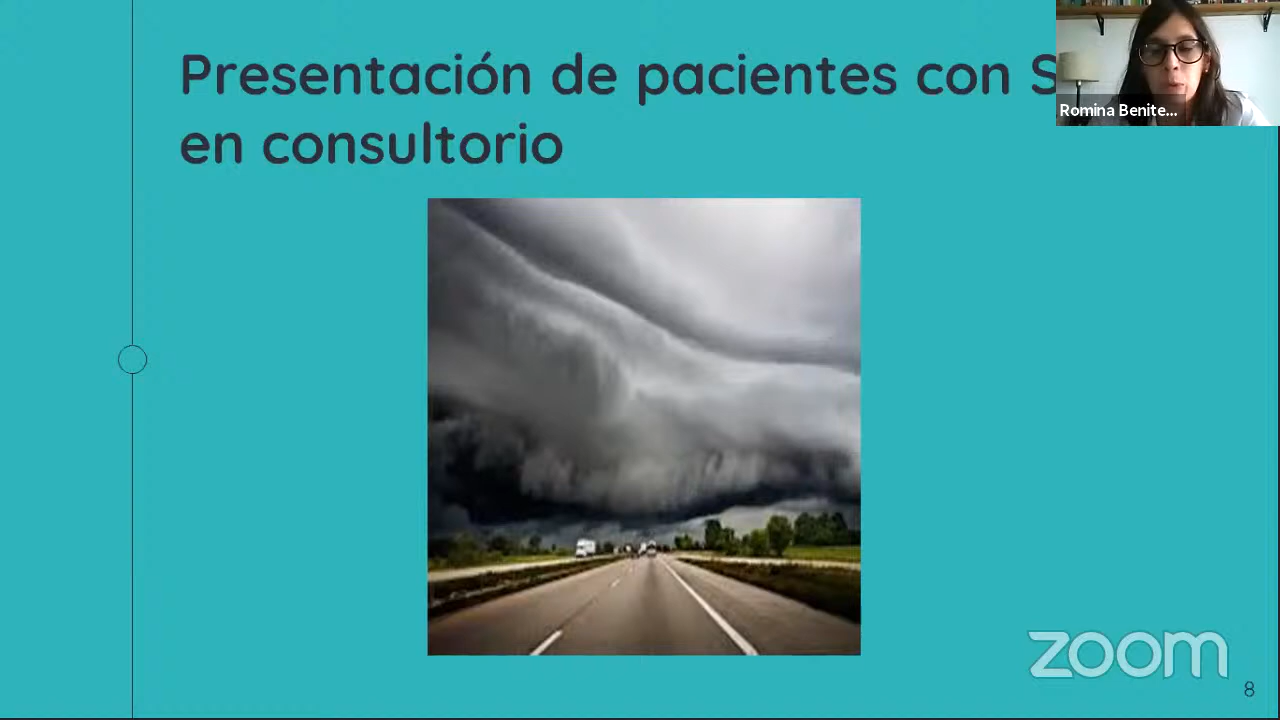 Presentación de pacientes con S
en consultorio
Romina Benite...
zoom
8